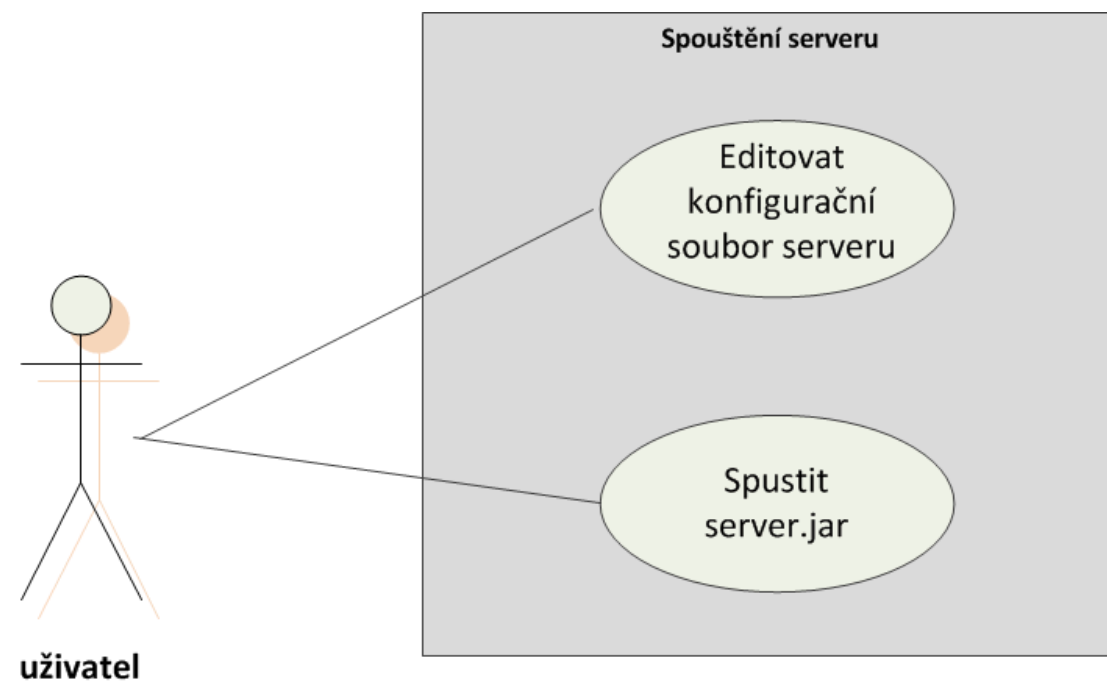 Spouštění serveru
Editovat
konfigurační
soubor serveru
Spustit
server.jar
uživatel